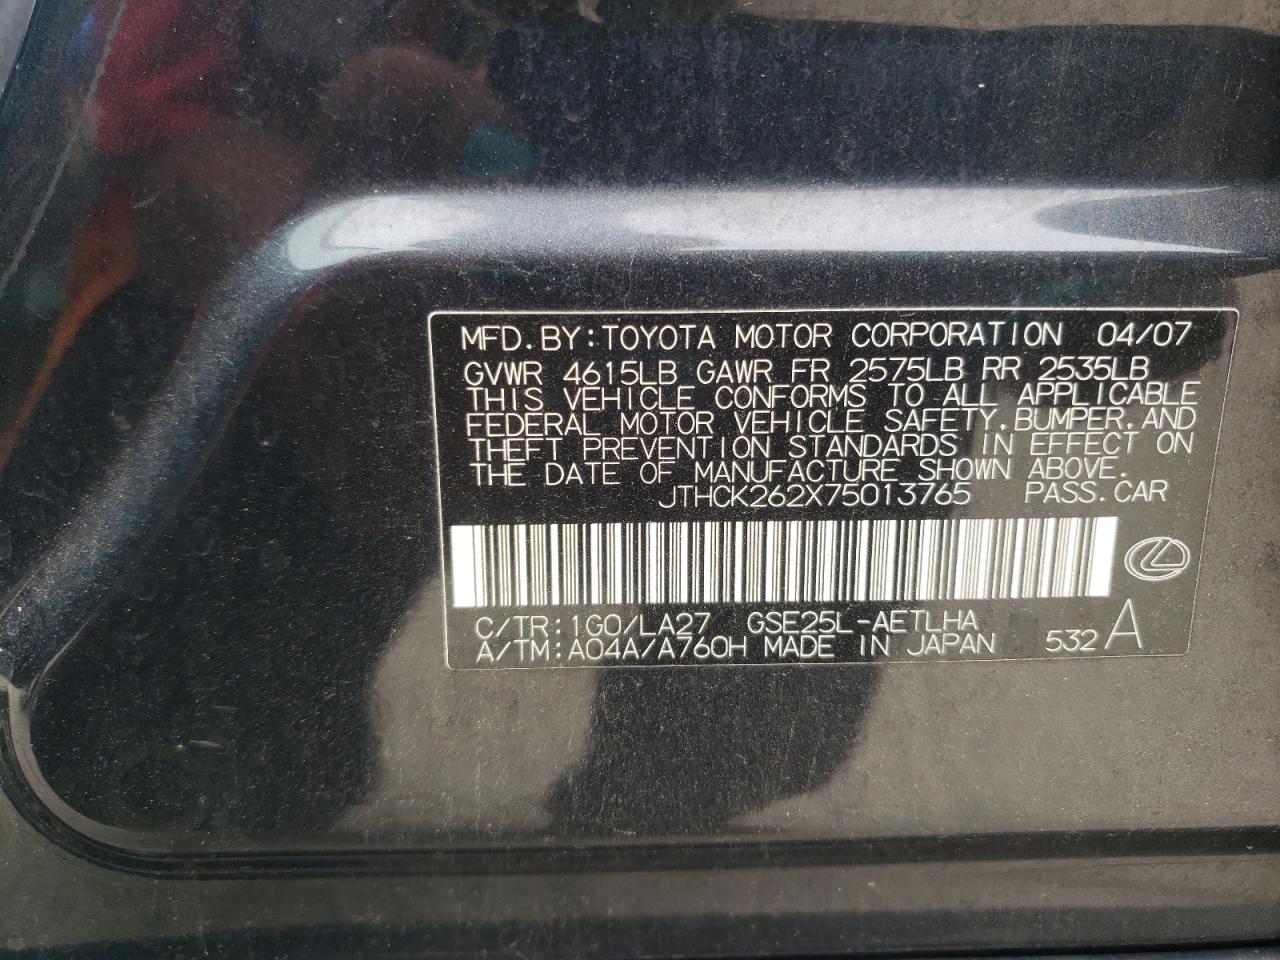 MFD.BY:TOYOTA MOTOR CORPORATION 04/07
GVWR 4615LB GAWR FR 2575LB RR 2535LB
THIS VEHICLE CONFORMS TO ALL APPLICABLE
FEDERAL MOTOR VEHICLE SAFETY,BUMPER,AND
THEFT PREVENTION STANDARDS IN EFFECT ON
THE DATE OF MANUFACTURE SHOWN ABOVE.
JTHCK262X75013765 PASS.CAR
C/TR:1G0/LA27 GSE25L-AETLHA
A/TM:A04A/A760H MADE IN JAPAN 532 A